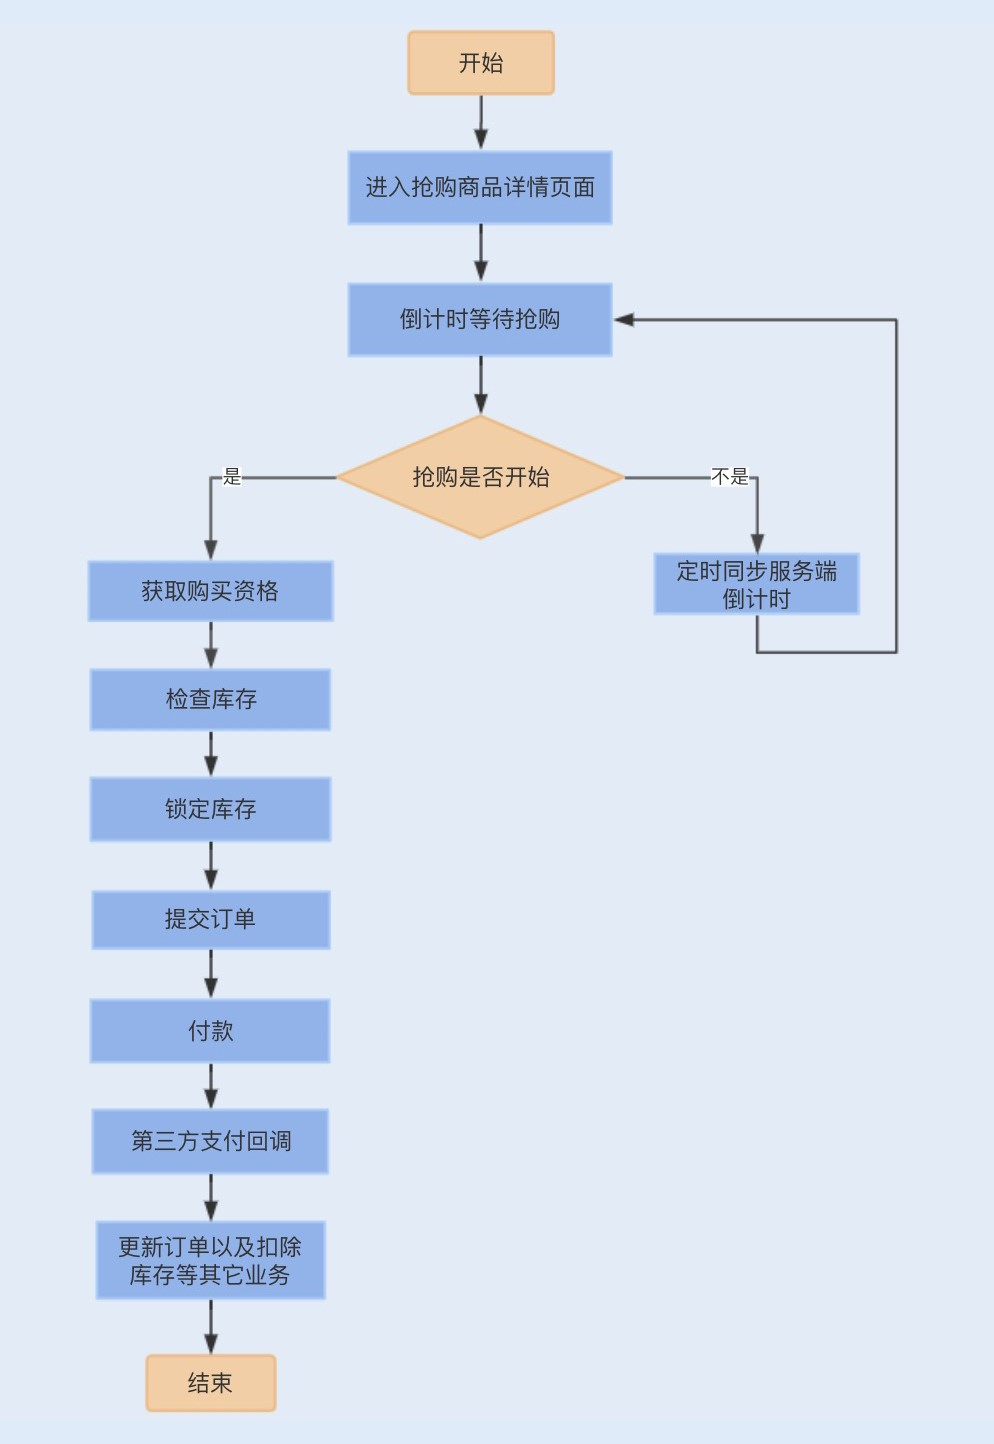 开始
进入抢购商品详情页面
倒计时等待抢购
抢购是否开始
是
不是
获取购买资格
定时同步服务端
倒计时
检查库存
锁定库存
提交订单
付款
第三方支付回调
更新订单以及扣除
库存等其它业务
结束